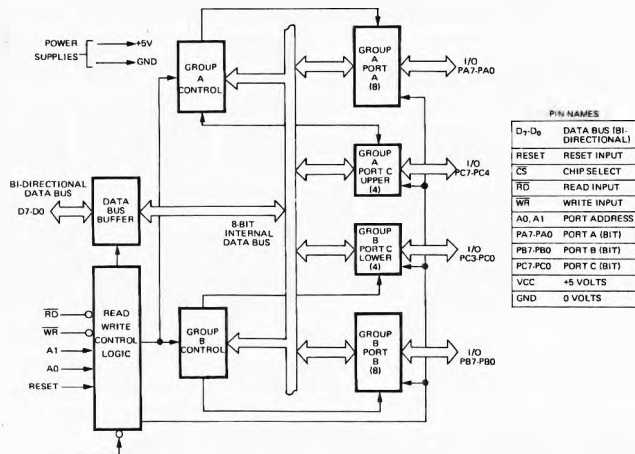 POWER SUPPLIES
+5V
GND
GROUP A CONTROL
GROUP A PORT A (8)
I/O PA7-PA0
GROUP A PORT C UPPER (4)
I/O PC7-PC4
BI-DIRECTIONAL DATA BUS
D7-D0
DATA BUS BUFFER
8-BIT INTERNAL DATA BUS
GROUP B PORT C LOWER (4)
I/O PC3-PC0
RD
WR
A1
A0
RESET
READ WRITE CONTROL LOGIC
GROUP B CONTROL
GROUP B PORT B (8)
I/O PB7-PB0
PIN NAMES
D7-D0 DATA BUS (BI-DIRECTIONAL)
RESET RESET INPUT
CS CHIP SELECT
RD READ INPUT
WR WRITE INPUT
A0, A1 PORT ADDRESS
PA7-PA0 PORT A (BIT)
PB7-PB0 PORT B (BIT)
PC7-PC0 PORT C (BIT)
VCC +5 VOLTS
GND 0 VOLTS